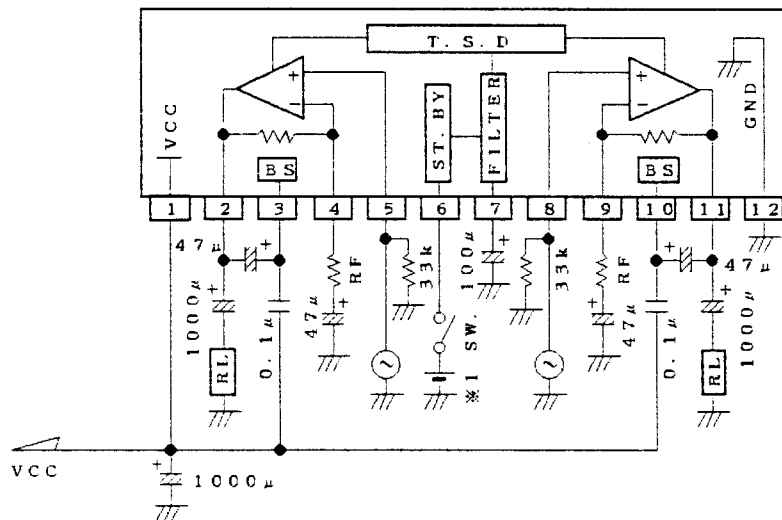 T.S.D
+
-
+
-
VCC
ST.BY
FILTER
GND
BS
BS
1
2
3
4
5
6
7
8
9
10
11
12
47μ
+
1000μ
+
RL
0.1μ
RF
47μ
+
33k
※1 SW.
100μ
+
33k
RF
47μ
+
0.1μ
+
47μ
1000μ
+
RL
VCC
+
1000μ